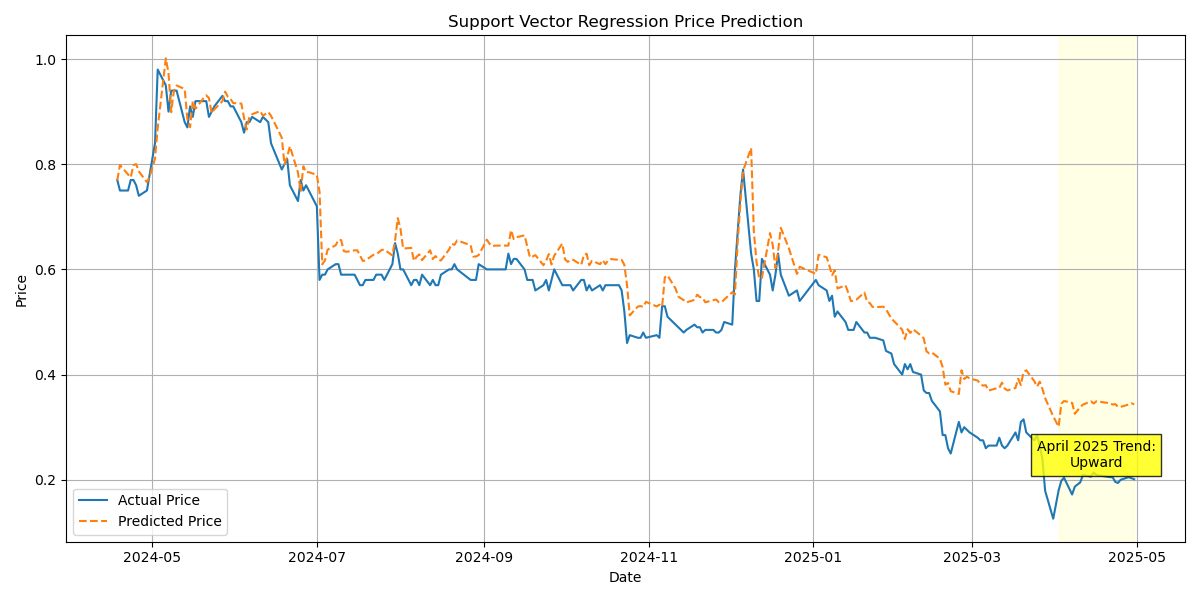 Support Vector Regression Price Prediction
Price
1.0
0.8
0.6
0.4
0.2
April 2025 Trend:
Upward
Actual Price
Predicted Price
2024-05 2024-07 2024-09 2024-11 2025-01 2025-03 2025-05
Date